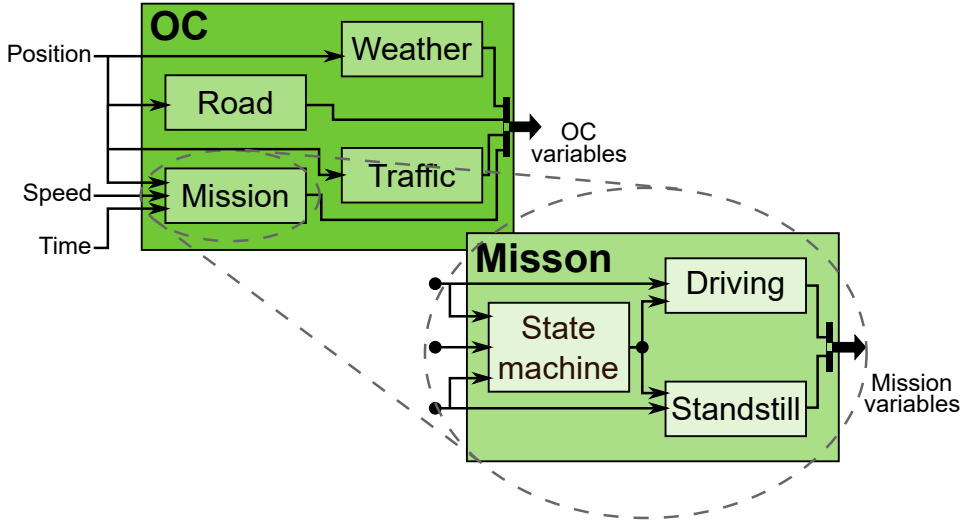 OC
Position
Weather
Road
OC
variables
Traffic
Speed
Mission
Time
Misson
Driving
State
machine
Standstill
Mission
variables